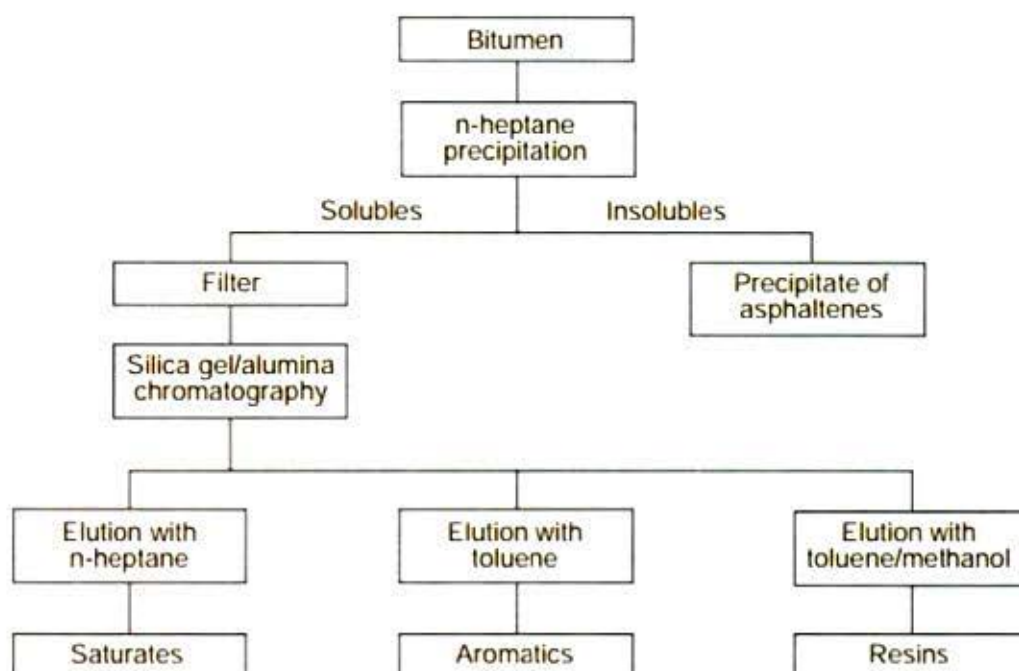 Bitumen
n-heptane
precipitation
Solubles
Insolubles
Filter
Precipitate of
asphaltenes
Silica gel/alumina
chromatography
Elution with
n-heptane
Elution with
toluene
Elution with
toluene/methanol
Saturates
Aromatics
Resins